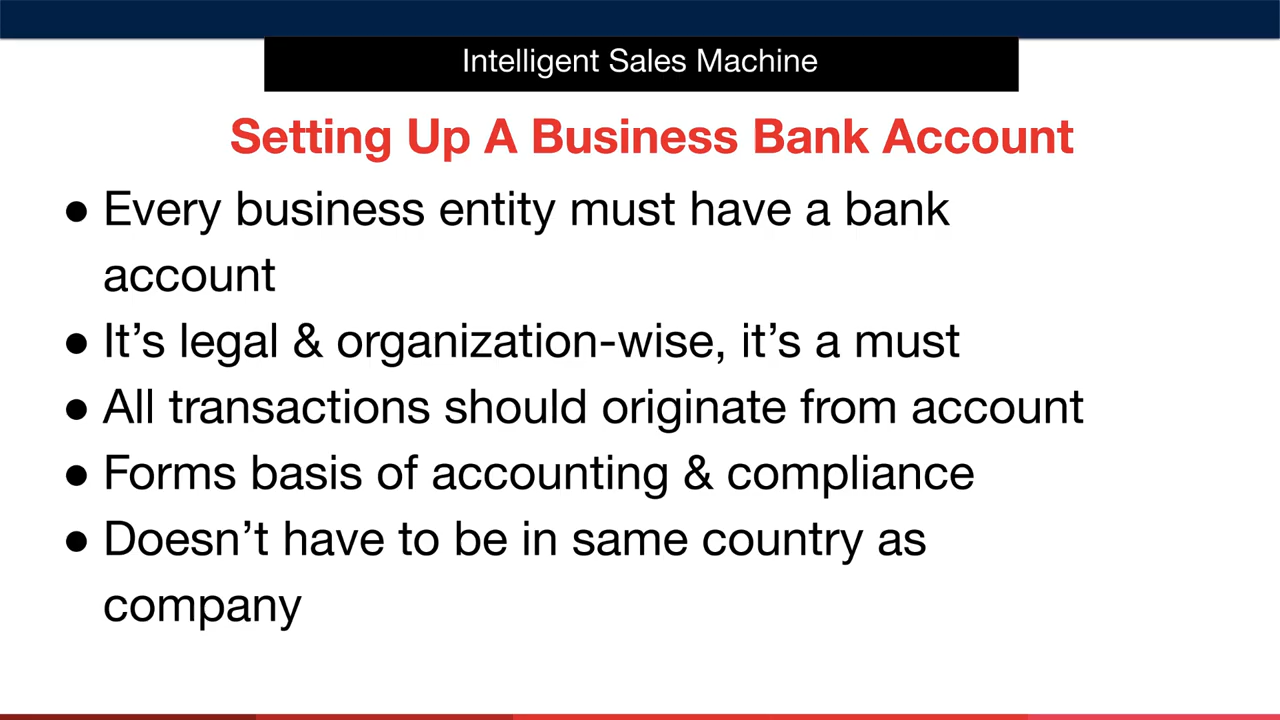 Intelligent Sales Machine
Setting Up A Business Bank Account
● Every business entity must have a bank
account
● It’s legal & organization-wise, it’s a must
● All transactions should originate from account
● Forms basis of accounting & compliance
● Doesn’t have to be in same country as
company